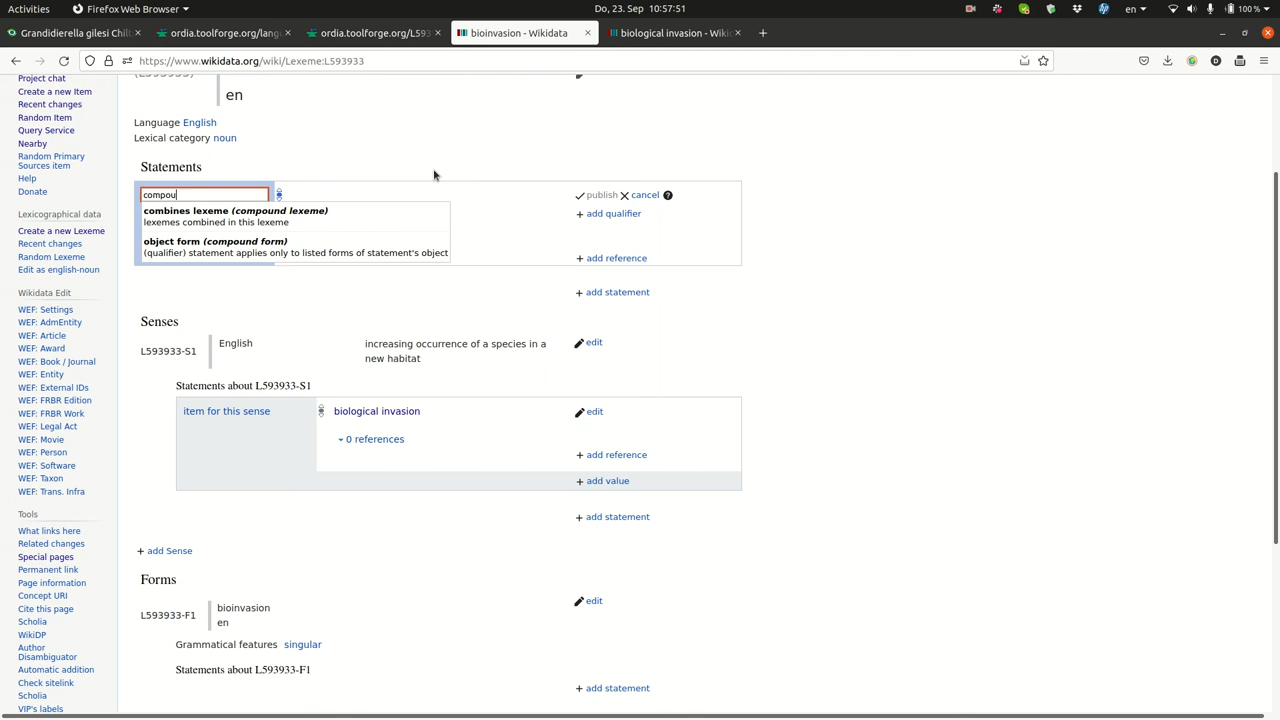 Activities
Firefox Web Browser
Do, 23. Sep 10:57:51
en
100 %
Grandidierella gilesi Chil
ordia.toolforge.org/lang
ordia.toolforge.org/L593
bioinvasion - Wikidata
biological invasion - Wikic
https://www.wikidata.org/wiki/Lexeme:L593933
Project chat
Create a new Item
Recent changes
Random Item
Query Service
Nearby
Random Primary
Sources item
Help
Donate
Lexicographical data
Create a new Lexeme
Recent changes
Random Lexeme
Edit as english-noun
Wikidata Edit
WEF: Settings
WEF: AdmEntity
WEF: Article
WEF: Award
WEF: Book / Journal
WEF: Entity
WEF: External IDs
WEF: FRBR Edition
WEF: FRBR Work
WEF: Legal Act
WEF: Movie
WEF: Person
WEF: Software
WEF: Taxon
WEF: Trans. Infra
Tools
What links here
Related changes
Special pages
Permanent link
Page information
Concept URI
Cite this page
Scholia
WikiDP
Author
Disambiguator
Automatic addition
Check sitelink
Scholia
VIP's labels
(L593933)
en
Language English
Lexical category noun
Statements
compou
publish cancel
combines lexeme (compound lexeme)
lexemes combined in this lexeme
+ add qualifier
object form (compound form)
(qualifier) statement applies only to listed forms of statement's object
+ add reference
+ add statement
Senses
L593933-S1
English
increasing occurrence of a species in a
new habitat
edit
Statements about L593933-S1
item for this sense
biological invasion
edit
0 references
+ add reference
+ add value
+ add statement
+ add Sense
Forms
L593933-F1
bioinvasion
en
edit
Grammatical features singular
Statements about L593933-F1
+ add statement